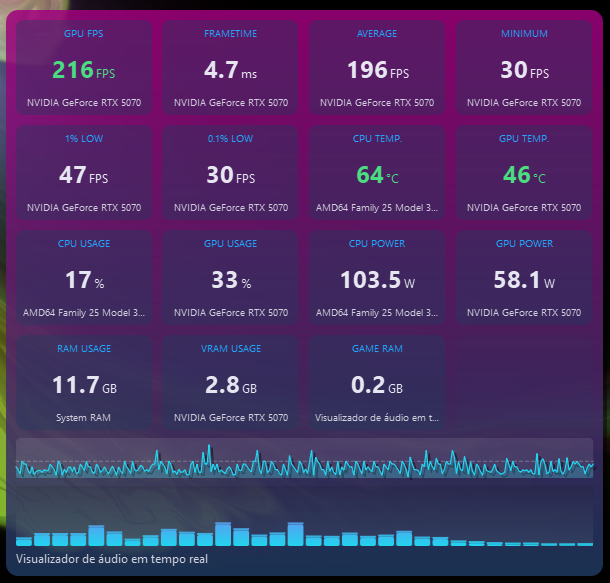 GPU FPS FRAMETIME AVERAGE MINIMUM
216 FPS 4.7 ms 196 FPS 30 FPS
NVIDIA GeForce RTX 5070 NVIDIA GeForce RTX 5070 NVIDIA GeForce RTX 5070 NVIDIA GeForce RTX 5070
1% LOW 0.1% LOW CPU TEMP. GPU TEMP.
47 FPS 30 FPS 64 °C 46 °C
NVIDIA GeForce RTX 5070 NVIDIA GeForce RTX 5070 AMD64 Family 25 Model 3... NVIDIA GeForce RTX 5070
CPU USAGE GPU USAGE CPU POWER GPU POWER
17 % 33 % 103.5 W 58.1 W
AMD64 Family 25 Model 3... NVIDIA GeForce RTX 5070 AMD64 Family 25 Model 3... NVIDIA GeForce RTX 5070
RAM USAGE VRAM USAGE GAME RAM
11.7 GB 2.8 GB 0.2 GB
System RAM NVIDIA GeForce RTX 5070 Visualizador de áudio em t...
Visualizador de áudio em tempo real